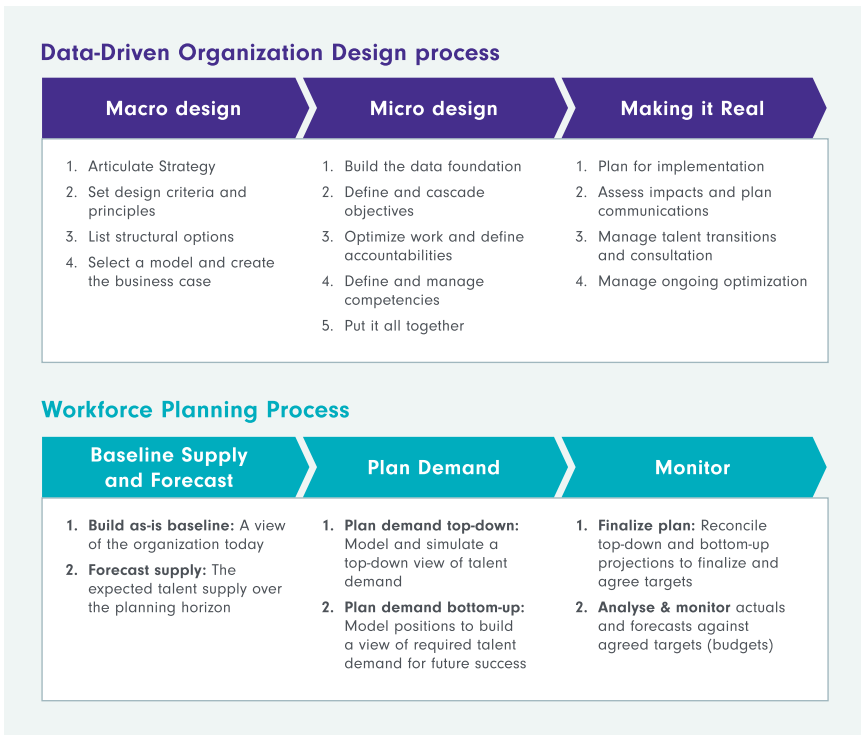 Data-Driven Organization Design process
Macro design
Micro design
Making it Real
1. Articulate Strategy
2. Set design criteria and
principles
3. List structural options
4. Select a model and create
the business case
1. Build the data foundation
2. Define and cascade
objectives
3. Optimize work and define
accountabilities
4. Define and manage
competencies
5. Put it all together
1. Plan for implementation
2. Assess impacts and plan
communications
3. Manage talent transitions
and consultation
4. Manage ongoing optimization
Workforce Planning Process
Baseline Supply
and Forecast
Plan Demand
Monitor
1. Build as-is baseline: A view
of the organization today
2. Forecast supply: The
expected talent supply over
the planning horizon
1. Plan demand top-down:
Model and simulate a
top-down view of talent
demand
2. Plan demand bottom-up:
Model positions to build
a view of required talent
demand for future success
1. Finalize plan: Reconcile
top-down and bottom-up
projections to finalize and
agree targets
2. Analyse & monitor actuals
and forecasts against
agreed targets (budgets)